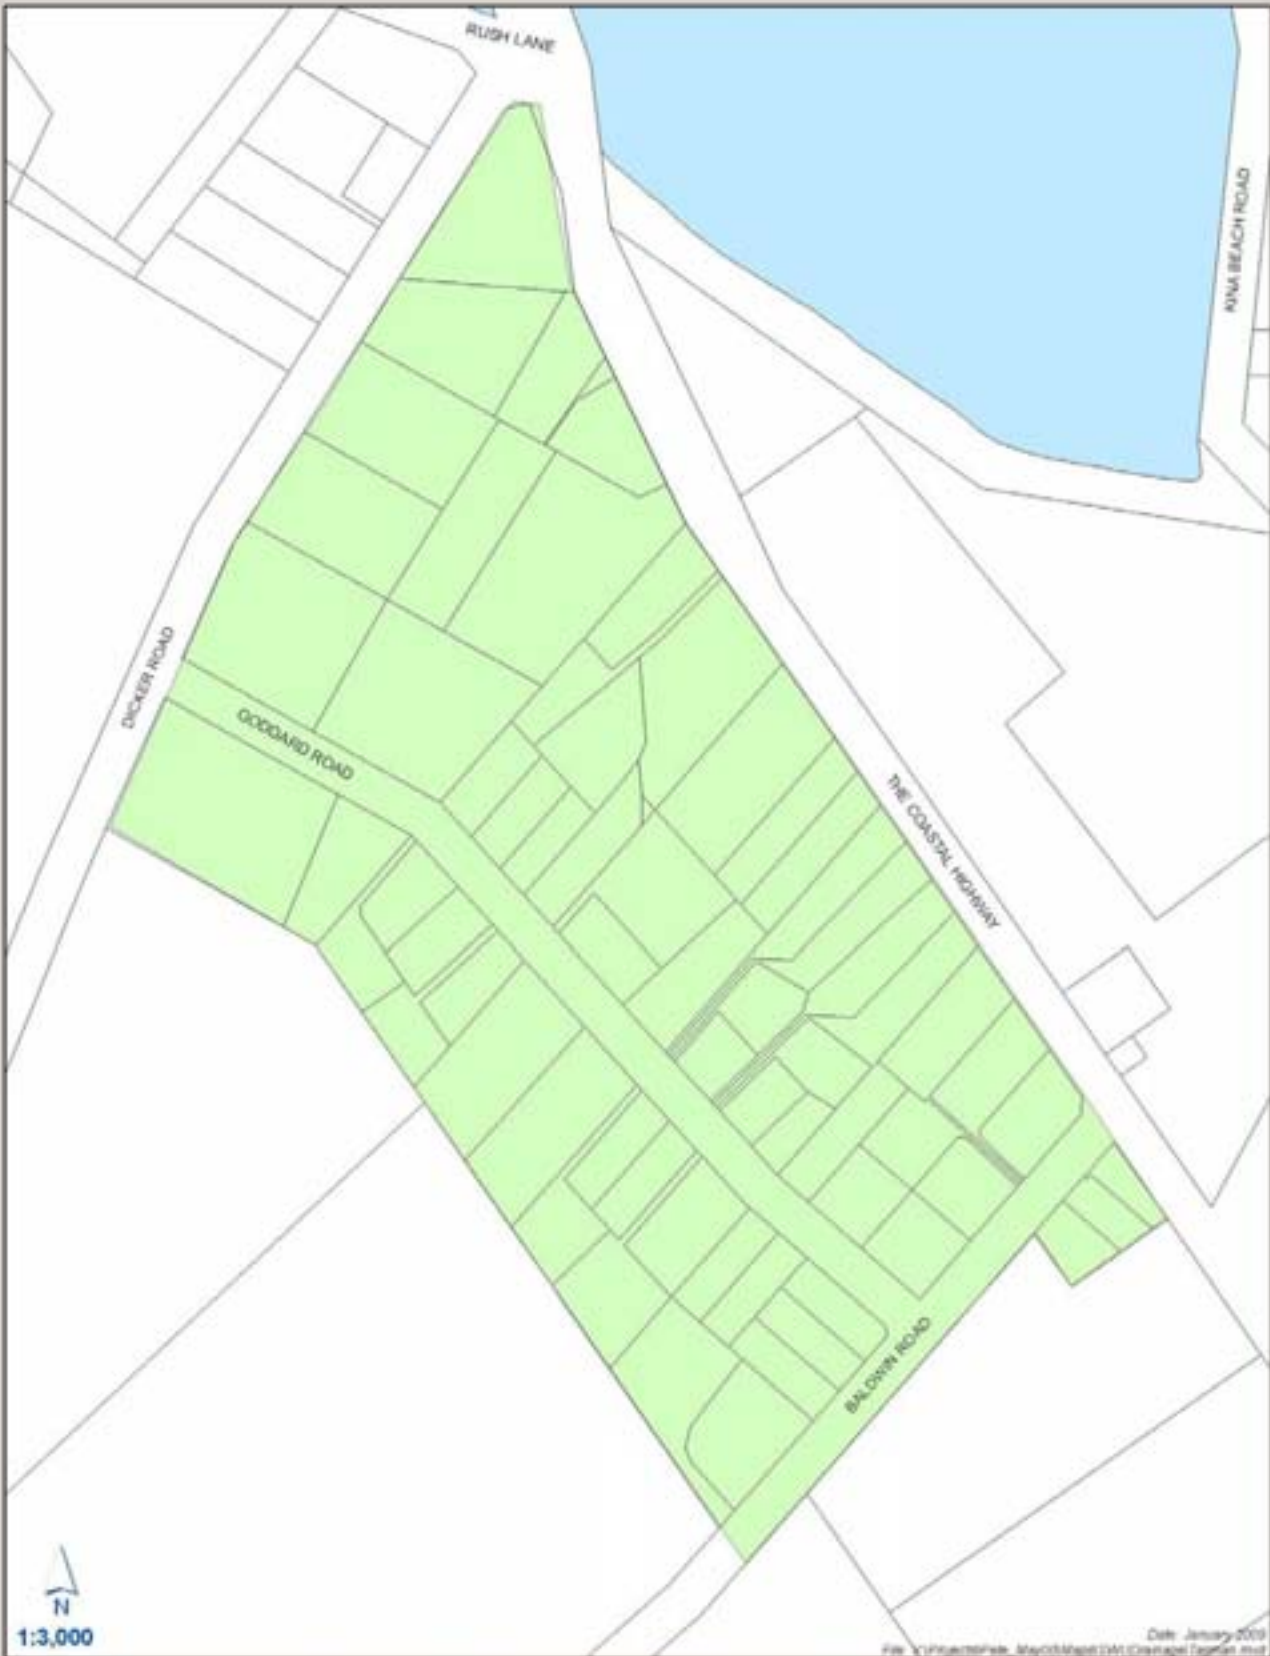 RUSH LANE
KINA BEACH ROAD
DICKER ROAD
GODDARD ROAD
THE COASTAL HIGHWAY
BALDWIN ROAD
N
1:3,000
Date: January 2009
File: